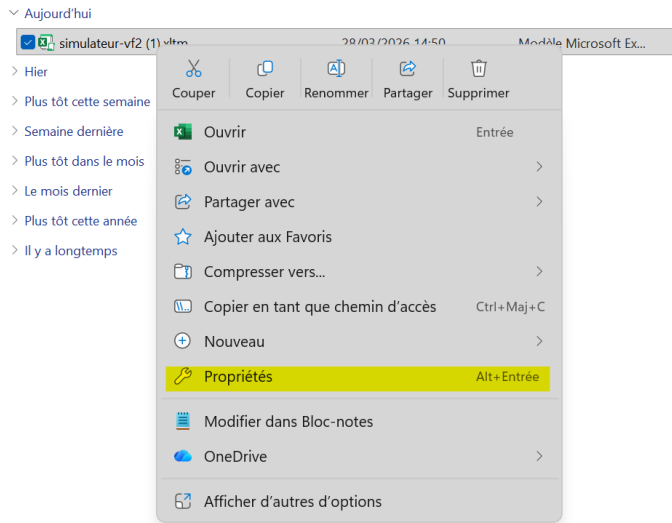 Aujourd'hui
simulateur-vf2 (1).xltm 28/03/2026 14:50 Modèle Microsoft Ex...
Hier
Plus tôt cette semaine
Semaine dernière
Plus tôt dans le mois
Le mois dernier
Plus tôt cette année
Il y a longtemps
Couper Copier Renommer Partager Supprimer
Ouvrir Entrée
Ouvrir avec
Partager avec
Ajouter aux Favoris
Compresser vers...
Copier en tant que chemin d'accès Ctrl+Maj+C
Nouveau
Propriétés Alt+Entrée
Modifier dans Bloc-notes
OneDrive
Afficher d'autres d'options